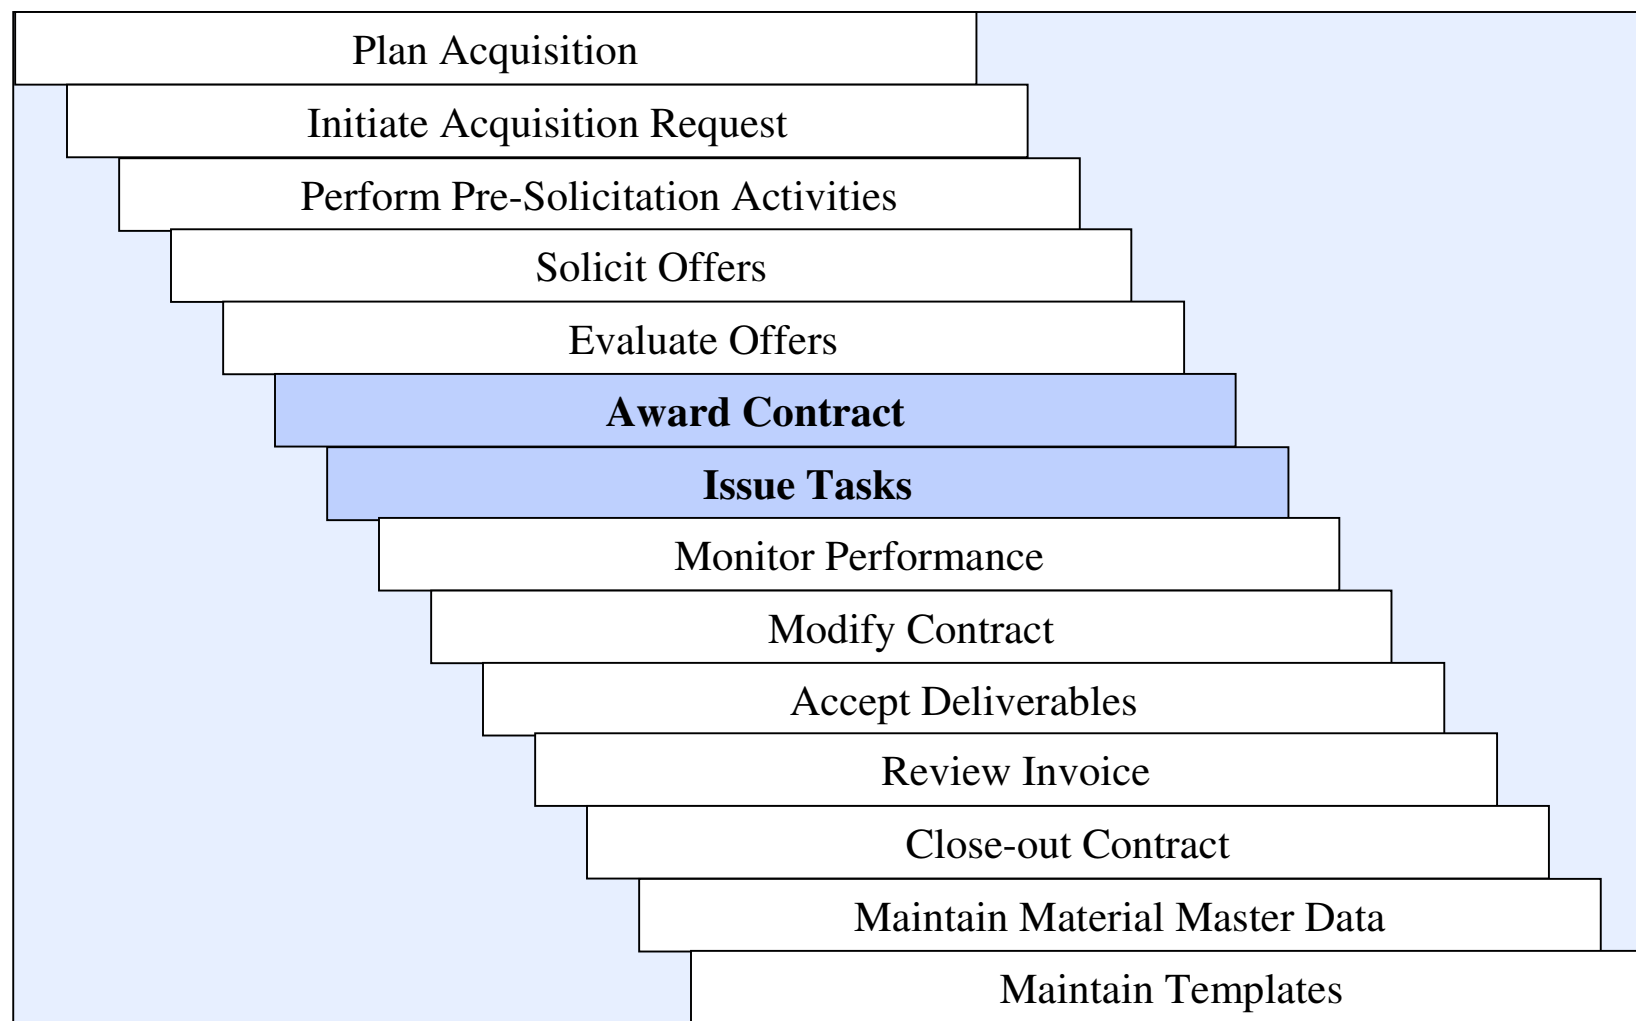 Plan Acquisition
Initiate Acquisition Request
Perform Pre-Solicitation Activities
Solicit Offers
Evaluate Offers
Award Contract
Issue Tasks
Monitor Performance
Modify Contract
Accept Deliverables
Review Invoice
Close-out Contract
Maintain Material Master Data
Maintain Templates